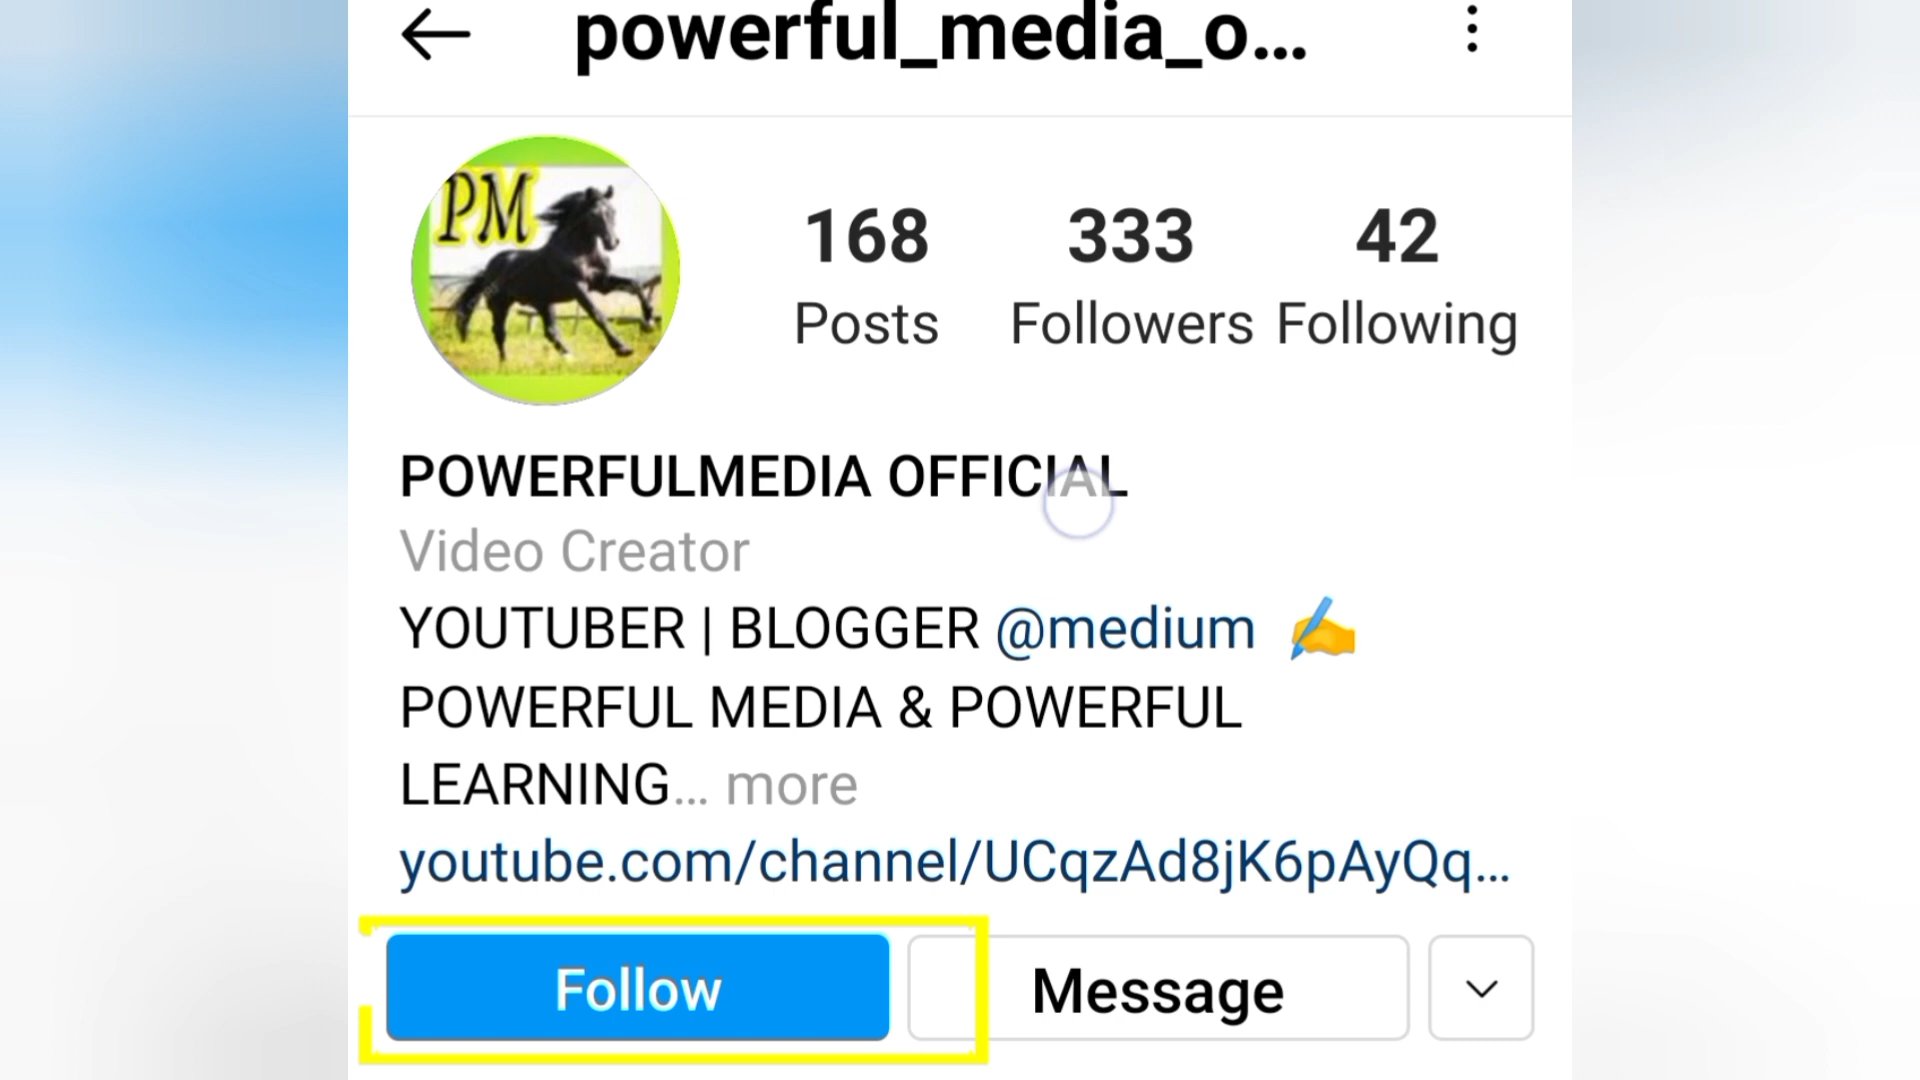 powerful_media_o...
PM
168 333 42
Posts Followers Following
POWERFULMEDIA OFFICIAL
Video Creator
YOUTUBER | BLOGGER @medium ✍️
POWERFUL MEDIA & POWERFUL
LEARNING... more
youtube.com/channel/UCqzAd8jK6pAyQq...
Follow Message